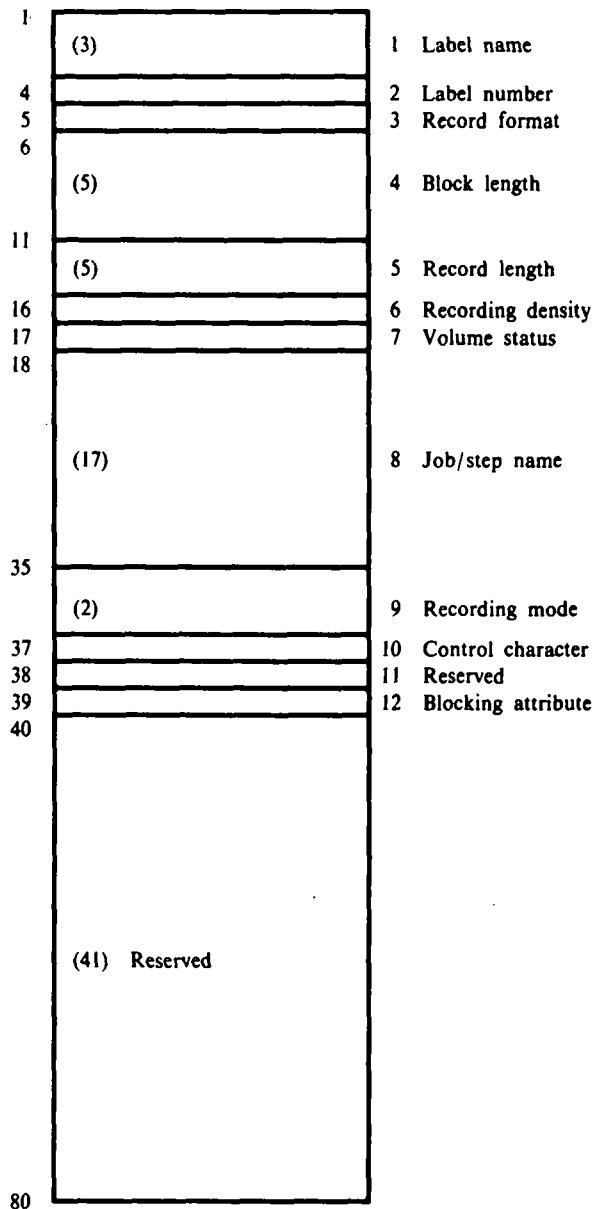 1
(3) 1 Label name
4 2 Label number
5 3 Record format
6
(5) 4 Block length
11
(5) 5 Record length
16 6 Recording density
17 7 Volume status
18
(17) 8 Job/step name
35
(2) 9 Recording mode
37 10 Control character
38 11 Reserved
39 12 Blocking attribute
40
(41) Reserved
80